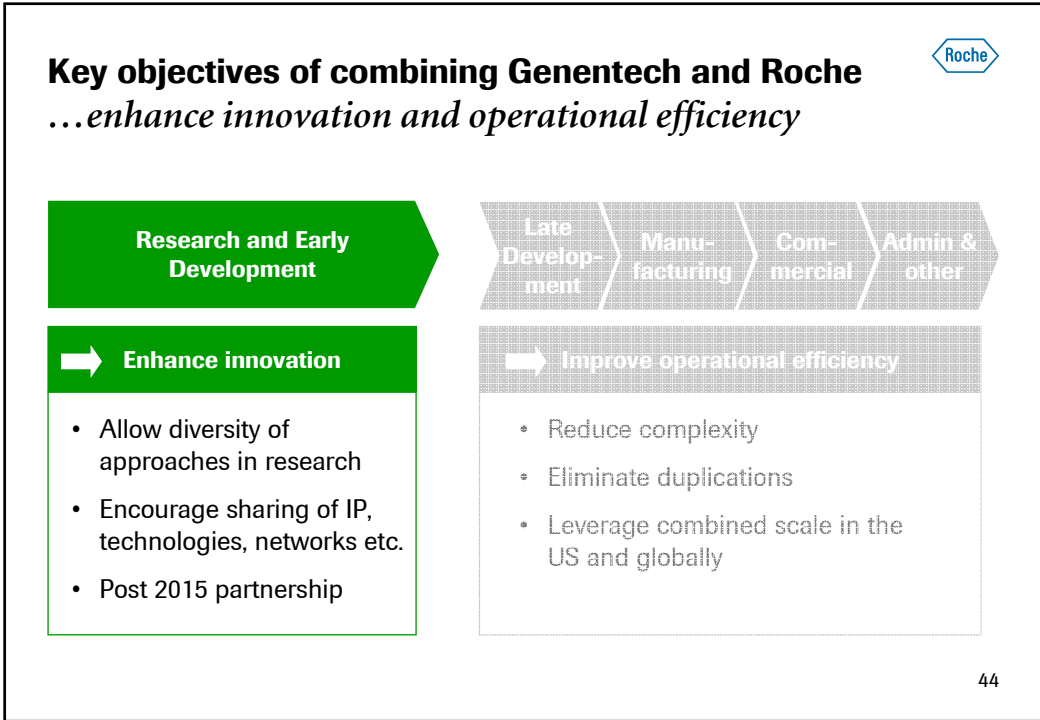 Roche
Key objectives of combining Genentech and Roche
…enhance innovation and operational efficiency
Research and Early
Development
Late
Develop-
ment
Manu-
facturing
Com-
mercial
Admin &
other
Enhance innovation
• Allow diversity of
approaches in research
• Encourage sharing of IP,
technologies, networks etc.
• Post 2015 partnership
Improve operational efficiency
• Reduce complexity
• Eliminate duplications
• Leverage combined scale in the
US and globally
44